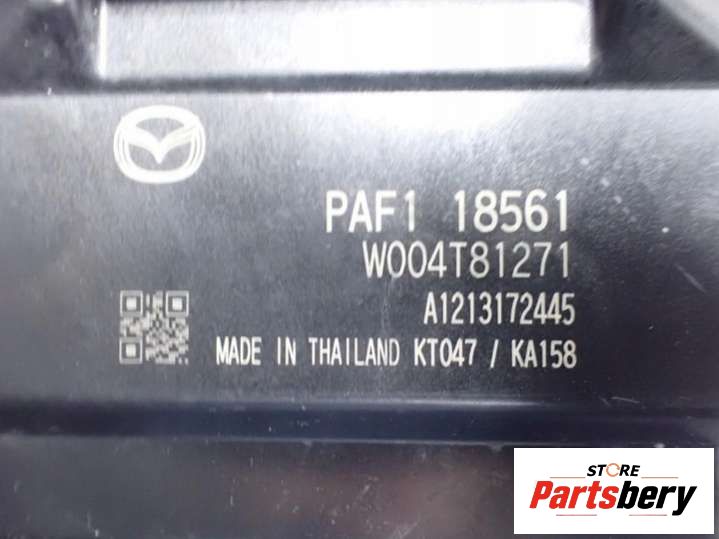 PAF1 18561
W004T81271
A1213172445
MADE IN THAILAND KT047 / KA158
STORE
Partsbery